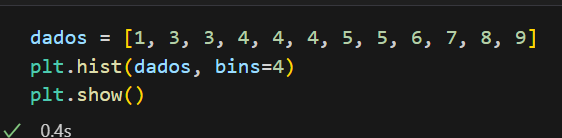 dados = [1, 3, 3, 4, 4, 4, 5, 5, 6, 7, 8, 9]
plt.hist(dados, bins=4)
plt.show()
0.4s